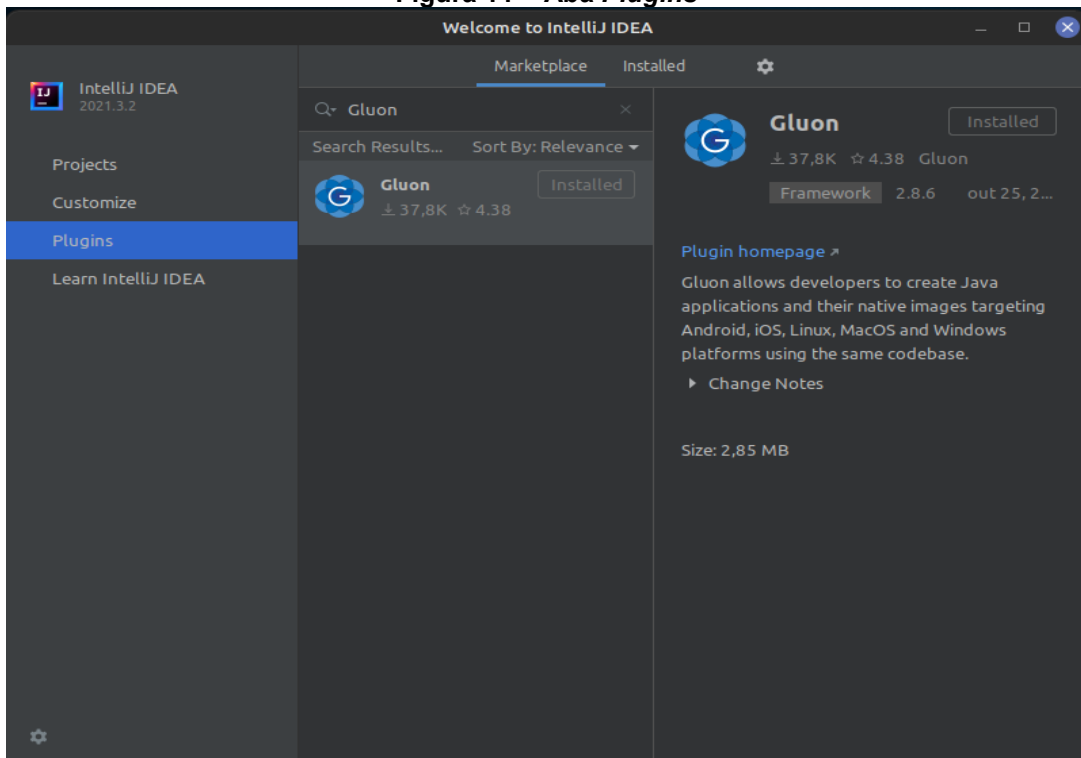 Welcome to IntelliJ IDEA
Marketplace Installed
IntelliJ IDEA
2021.3.2
Projects
Customize
Plugins
Learn IntelliJ IDEA
Gluon
Search Results... Sort By: Relevance
Gluon Installed
37,8K 4.38
Gluon Installed
37,8K 4.38 Gluon
Framework 2.8.6 out 25, 2...
Plugin homepage
Gluon allows developers to create Java
applications and their native images targeting
Android, iOS, Linux, MacOS and Windows
platforms using the same codebase.
Change Notes
Size: 2,85 MB